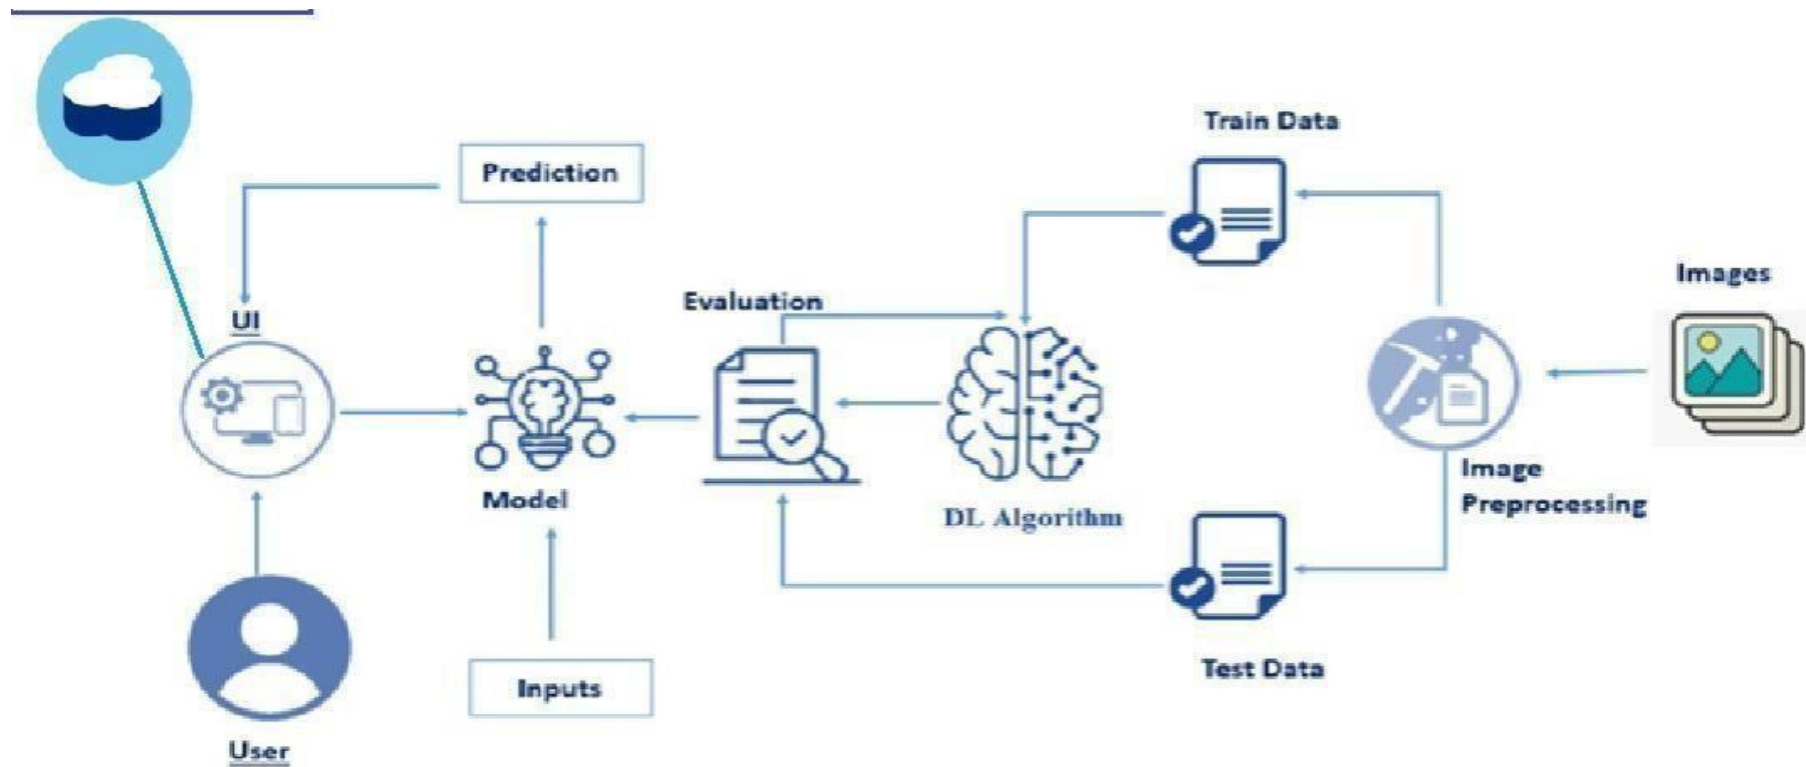 Train Data
Prediction
Images
Evaluation
UI
Image
Preprocessing
Model
DL Algorithm
Test Data
Inputs
User